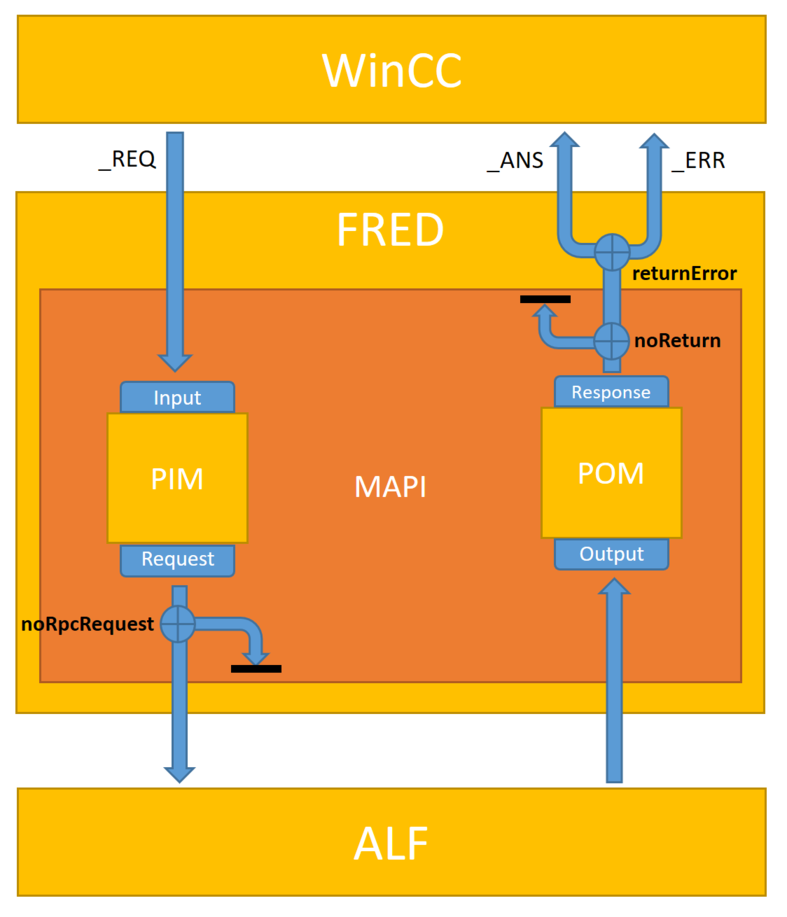 WinCC
_REQ
_ANS
_ERR
FRED
returnError
noReturn
Input
Response
PIM
MAPI
POM
Request
Output
noRpcRequest
ALF